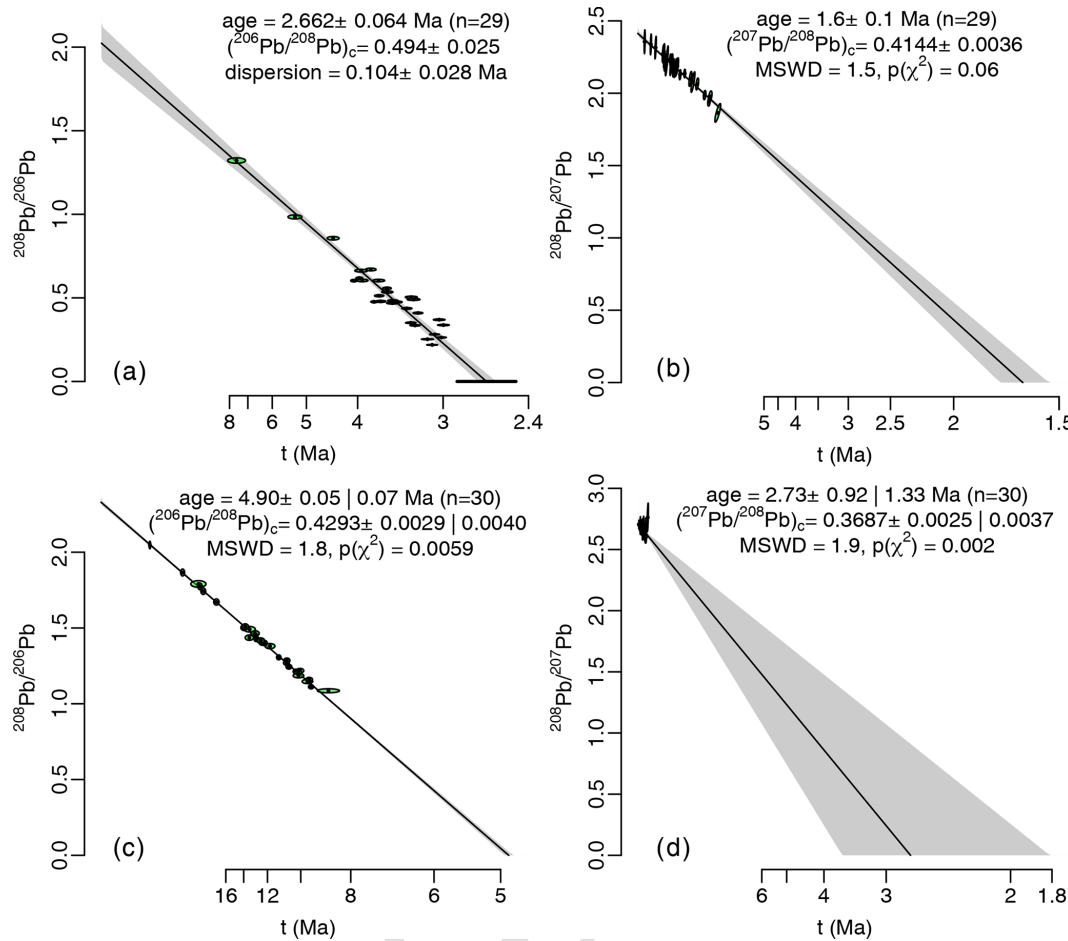 age = 2.662± 0.064 Ma (n=29)
(²⁰⁶Pb/²⁰⁸Pb)c= 0.494± 0.025
dispersion = 0.104± 0.028 Ma
²⁰⁸Pb/²⁰⁶Pb
2.0
1.5
1.0
0.5
0.0
(a)
8 6 5 4 3 2.4
t (Ma)
age = 1.6± 0.1 Ma (n=29)
(²⁰⁷Pb/²⁰⁸Pb)c= 0.4144± 0.0036
MSWD = 1.5, p(χ²) = 0.06
²⁰⁸Pb/²⁰⁷Pb
2.5
2.0
1.5
1.0
0.5
0.0
(b)
5 4 3 2.5 2 1.5
t (Ma)
age = 4.90± 0.05 | 0.07 Ma (n=30)
(²⁰⁶Pb/²⁰⁸Pb)c= 0.4293± 0.0029 | 0.0040
MSWD = 1.8, p(χ²) = 0.0059
²⁰⁸Pb/²⁰⁶Pb
2.0
1.5
1.0
0.5
0.0
(c)
16 12 8 6 5
t (Ma)
age = 2.73± 0.92 | 1.33 Ma (n=30)
(²⁰⁷Pb/²⁰⁸Pb)c= 0.3687± 0.0025 | 0.0037
MSWD = 1.9, p(χ²) = 0.002
²⁰⁸Pb/²⁰⁷Pb
3.0
2.5
2.0
1.5
1.0
0.5
0.0
(d)
6 4 3 2 1.8
t (Ma)